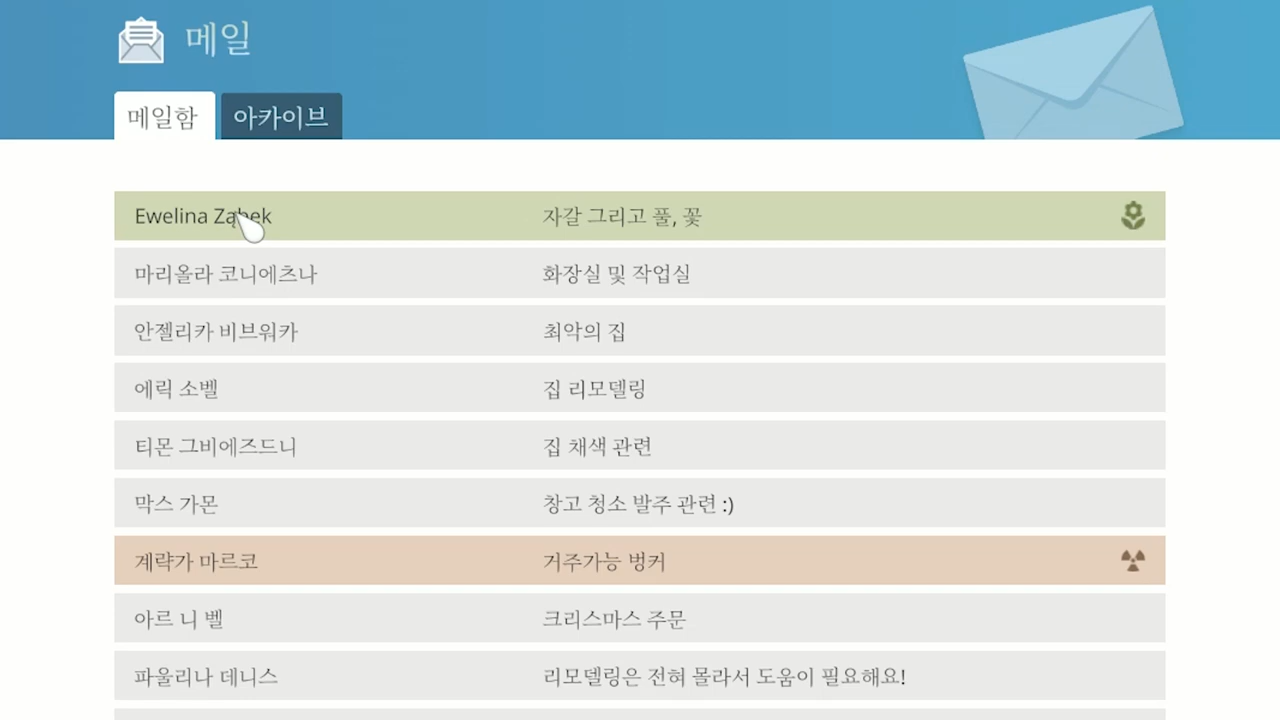 메일
메일함 아카이브
Ewelina Ząbek 자갈 그리고 풀, 꽃
마리올라 코니에츠나 화장실 및 작업실
안젤리카 비브워카 최악의 집
에릭 소벨 집 리모델링
티몬 그비에즈드니 집 채색 관련
막스 가몬 창고 청소 발주 관련 :)
계략가 마르코 거주가능 벙커
아르 니 벨 크리스마스 주문
파울리나 데니스 리모델링은 전혀 몰라서 도움이 필요해요!